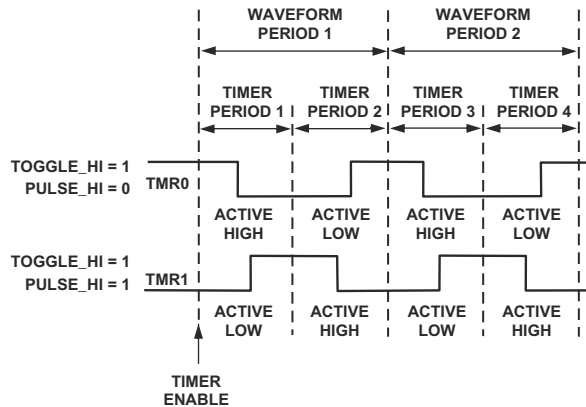 WAVEFORM
PERIOD 1
WAVEFORM
PERIOD 2
TIMER
PERIOD 1
TIMER
PERIOD 2
TIMER
PERIOD 3
TIMER
PERIOD 4
TOGGLE_HI = 1
PULSE_HI = 0
TMR0
ACTIVE
HIGH
ACTIVE
LOW
ACTIVE
HIGH
ACTIVE
LOW
TOGGLE_HI = 1
PULSE_HI = 1
TMR1
ACTIVE
LOW
ACTIVE
HIGH
ACTIVE
LOW
ACTIVE
HIGH
TIMER
ENABLE